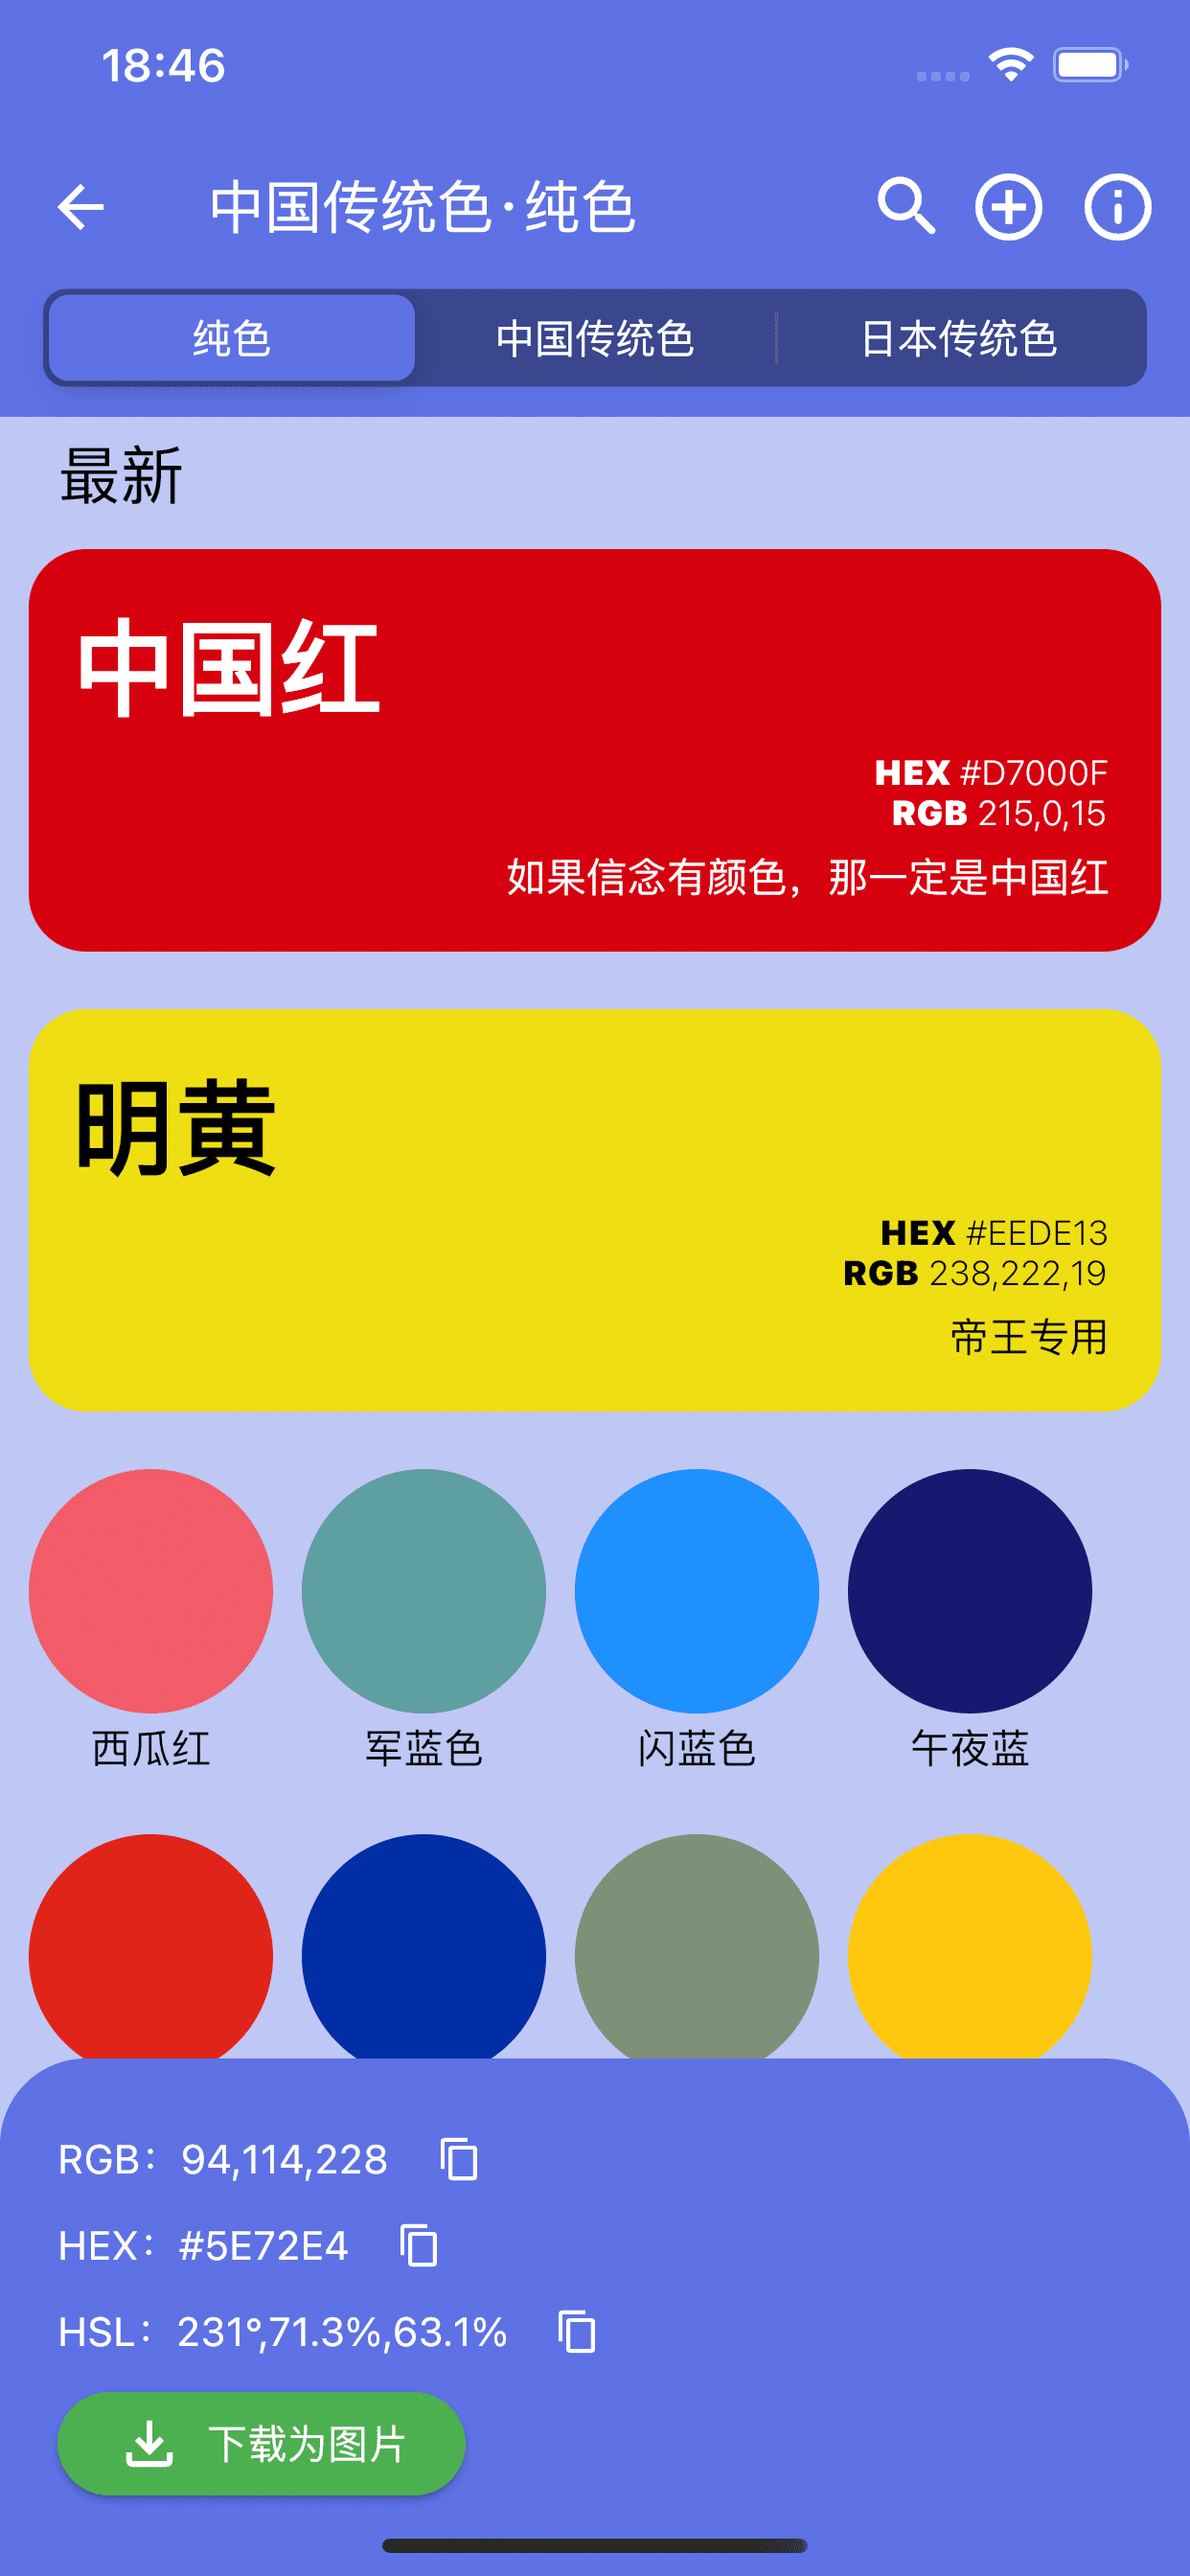 18:46
中国传统色·纯色
纯色
中国传统色
日本传统色
最新
中国红
HEX #D7000F
RGB 215,0,15
如果信念有颜色，那一定是中国红
明黄
HEX #EEDE13
RGB 238,222,19
帝王专用
西瓜红
军蓝色
闪蓝色
午夜蓝
RGB：94,114,228
HEX：#5E72E4
HSL：231°,71.3%,63.1%
下载为图片